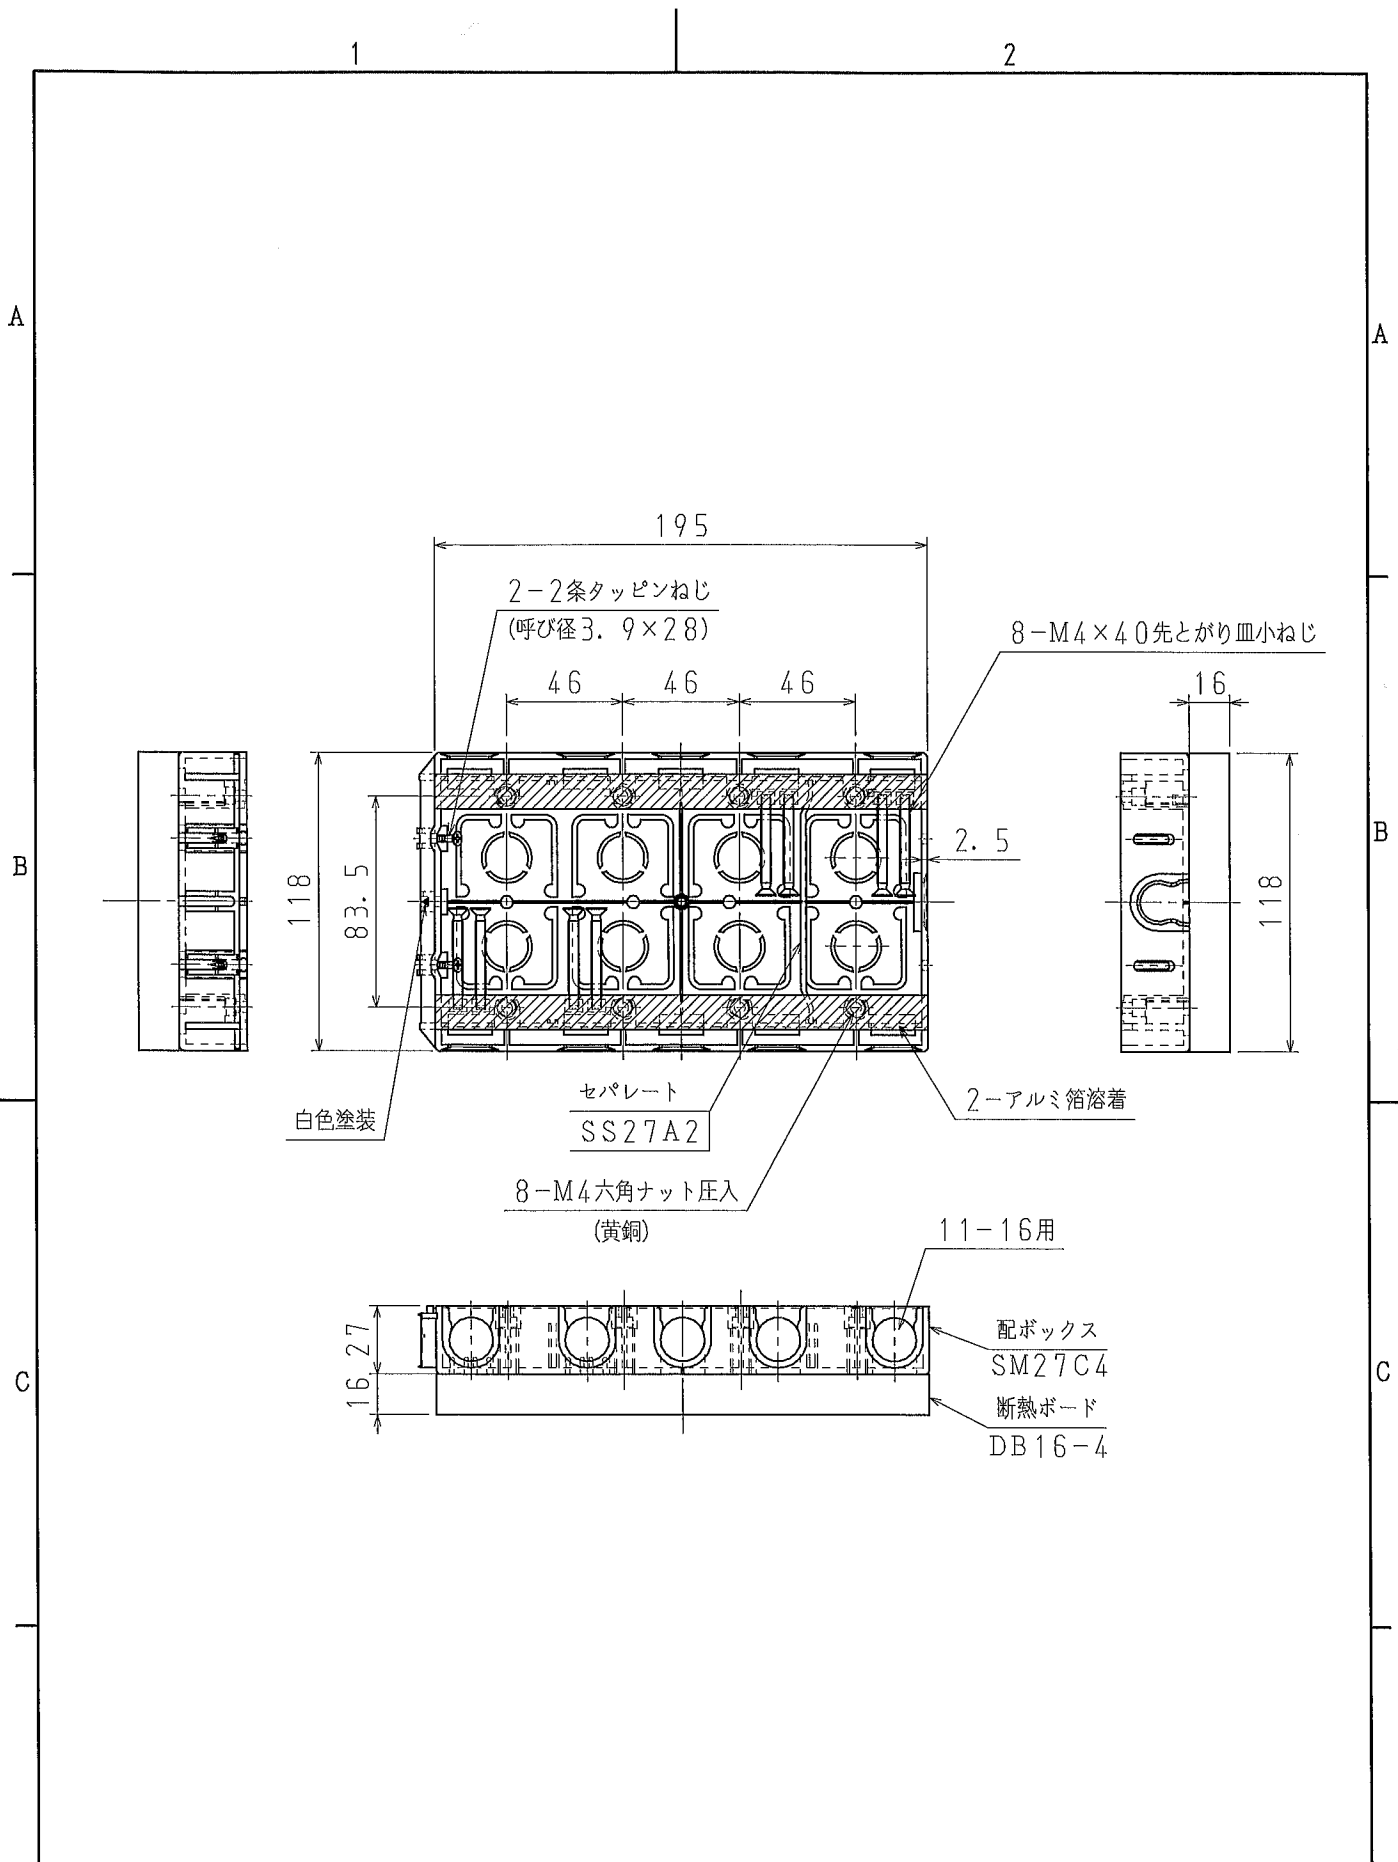 1
2
A
A
195
2-2条タッピンねじ
(呼び径3.9×28)
8-M4×40先とがり皿小ねじ
46
46
46
16
B
B
118
83.5
2.5
118
白色塗装
セパレート
SS27A2
2-アルミ箔溶着
8-M4六角ナット圧入
(黄銅)
11-16用
27
16
配ボックス
SM27C4
断熱ボード
DB16-4
C
C